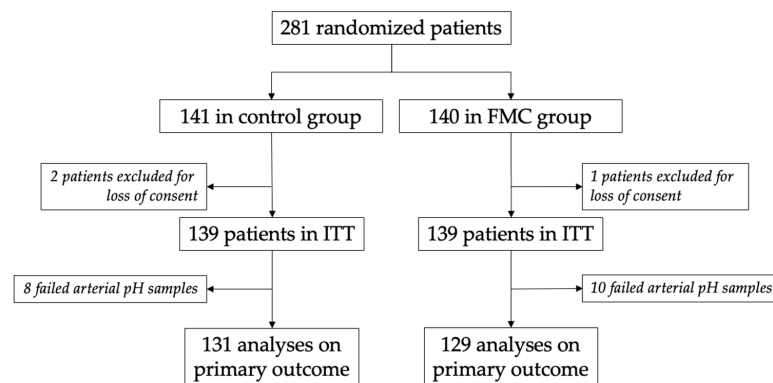 281 randomized patients
141 in control group
140 in FMC group
2 patients excluded for
loss of consent
1 patients excluded for
loss of consent
139 patients in ITT
139 patients in ITT
8 failed arterial pH samples
10 failed arterial pH samples
131 analyses on
primary outcome
129 analyses on
primary outcome